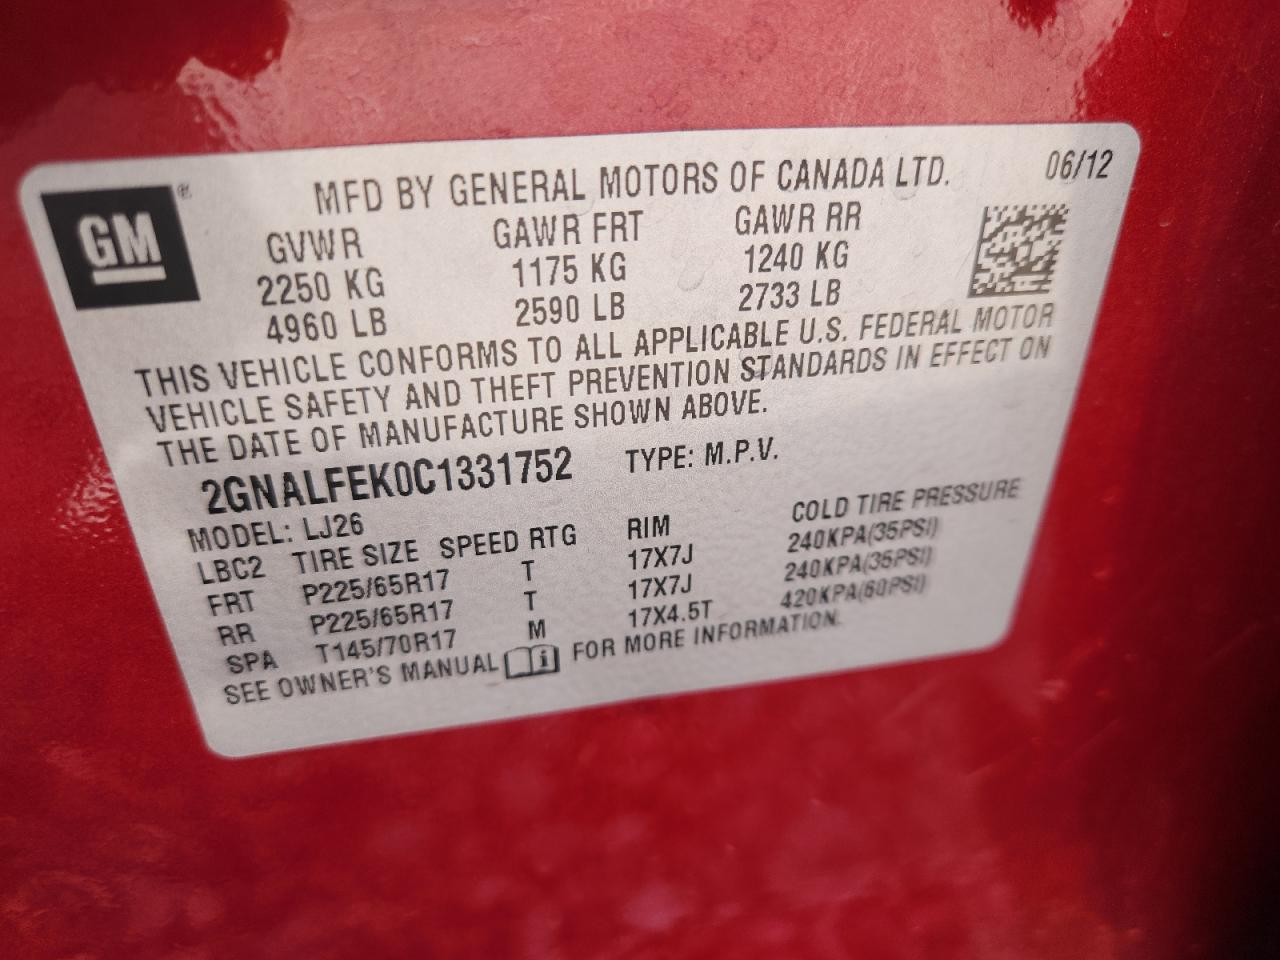 GM ®
MFD BY GENERAL MOTORS OF CANADA LTD. 06/12
GVWR GAWR FRT GAWR RR
2250 KG 1175 KG 1240 KG
4960 LB 2590 LB 2733 LB
THIS VEHICLE CONFORMS TO ALL APPLICABLE U.S. FEDERAL MOTOR
VEHICLE SAFETY AND THEFT PREVENTION STANDARDS IN EFFECT ON
THE DATE OF MANUFACTURE SHOWN ABOVE.
2GNALFEK0C1331752 TYPE: M.P.V.
MODEL: LJ26
LBC2 TIRE SIZE SPEED RTG RIM COLD TIRE PRESSURE
FRT P225/65R17 T 17X7J 240KPA(35PSI)
RR P225/65R17 T 17X7J 240KPA(35PSI)
SPA T145/70R17 M 17X4.5T 420KPA(60PSI)
SEE OWNER'S MANUAL FOR MORE INFORMATION.